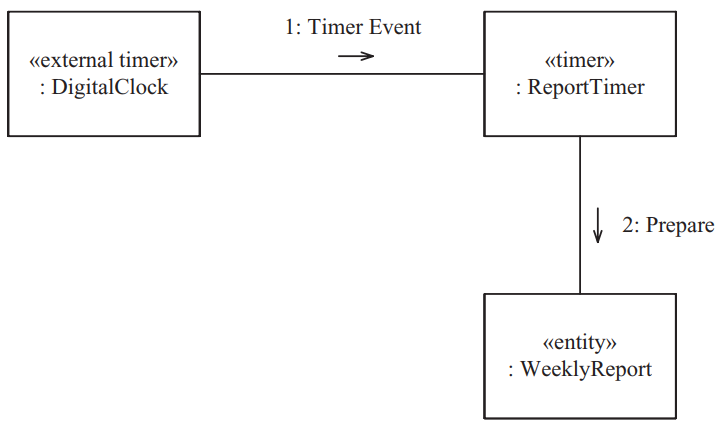 «external timer»
: DigitalClock
1: Timer Event
«timer»
: ReportTimer
2: Prepare
«entity»
: WeeklyReport